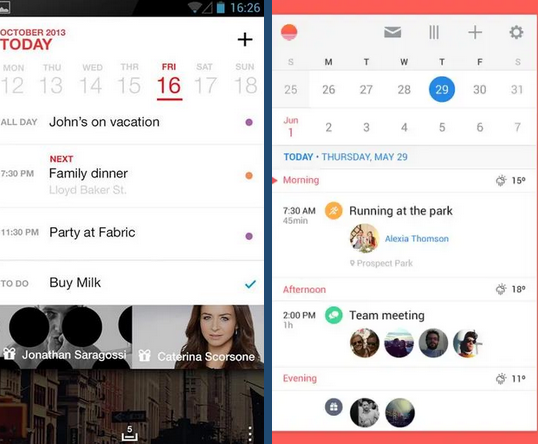 16:26
OCTOBER 2013
TODAY
+
MON THU WED THR FRI SAT SUN
12 13 14 15 16 17 18
ALL DAY John's on vacation
NEXT
7:30 PM Family dinner
Lloyd Baker St.
11:30 PM Party at Fabric
TO DO Buy Milk
Jonathan Saragossi Caterina Scorsone
5
S M T W T F S
25 26 27 28 29 30 31
Jun
1 2 3 4 5 6 7
TODAY • THURSDAY, MAY 29
Morning 15°
7:30 AM Running at the park
45min
Alexia Thomson
Prospect Park
Afternoon 18°
2:00 PM Team meeting
1h
Evening 11°